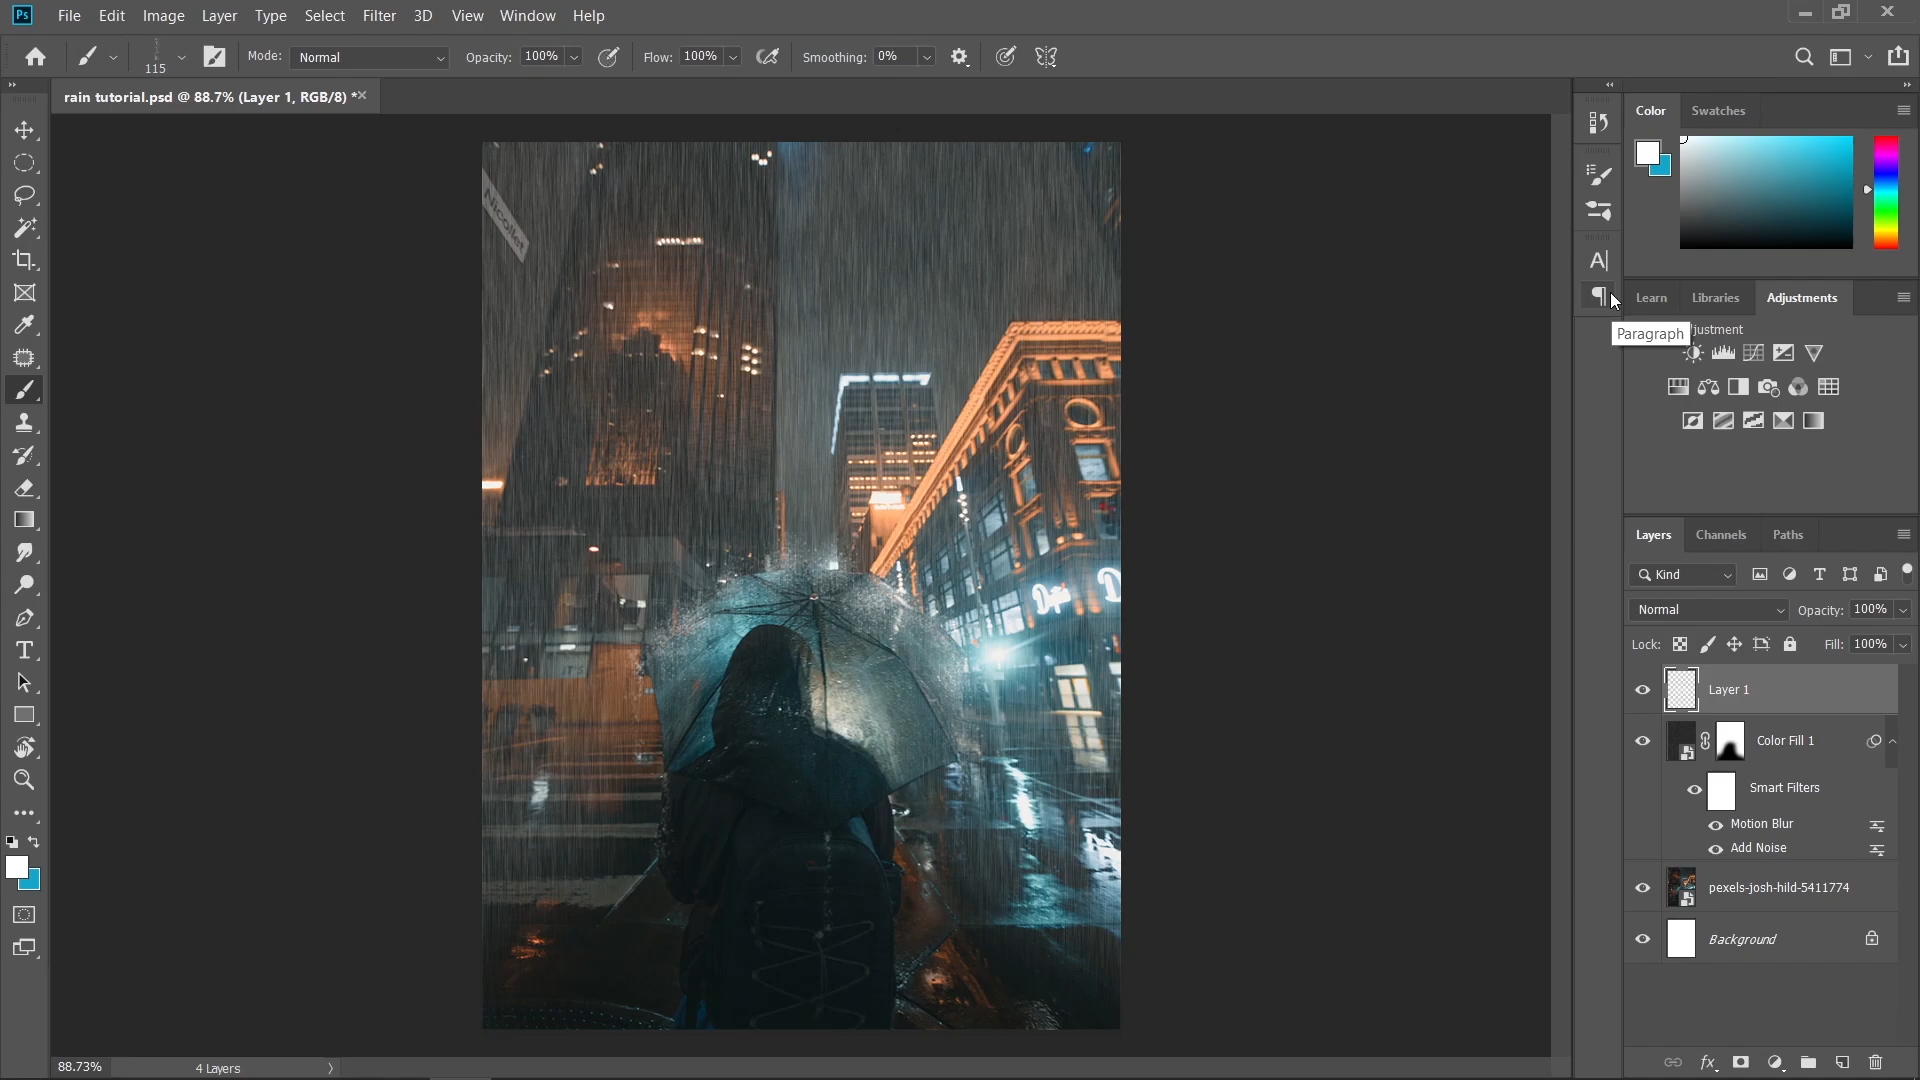 Ps File Edit Image Layer Type Select Filter 3D View Window Help
115 Mode: Normal Opacity: 100% Flow: 100% Smoothing: 0%
rain tutorial.psd @ 88.7% (Layer 1, RGB/8) *
Color Swatches
Nicollet
Learn Libraries Adjustments
justment
Paragraph
Layers Channels Paths
Kind
Normal Opacity: 100%
Lock: Fill: 100%
Layer 1
Color Fill 1
Smart Filters
Motion Blur
Add Noise
pexels-josh-hild-5411774
Background
88.73% 4 Layers